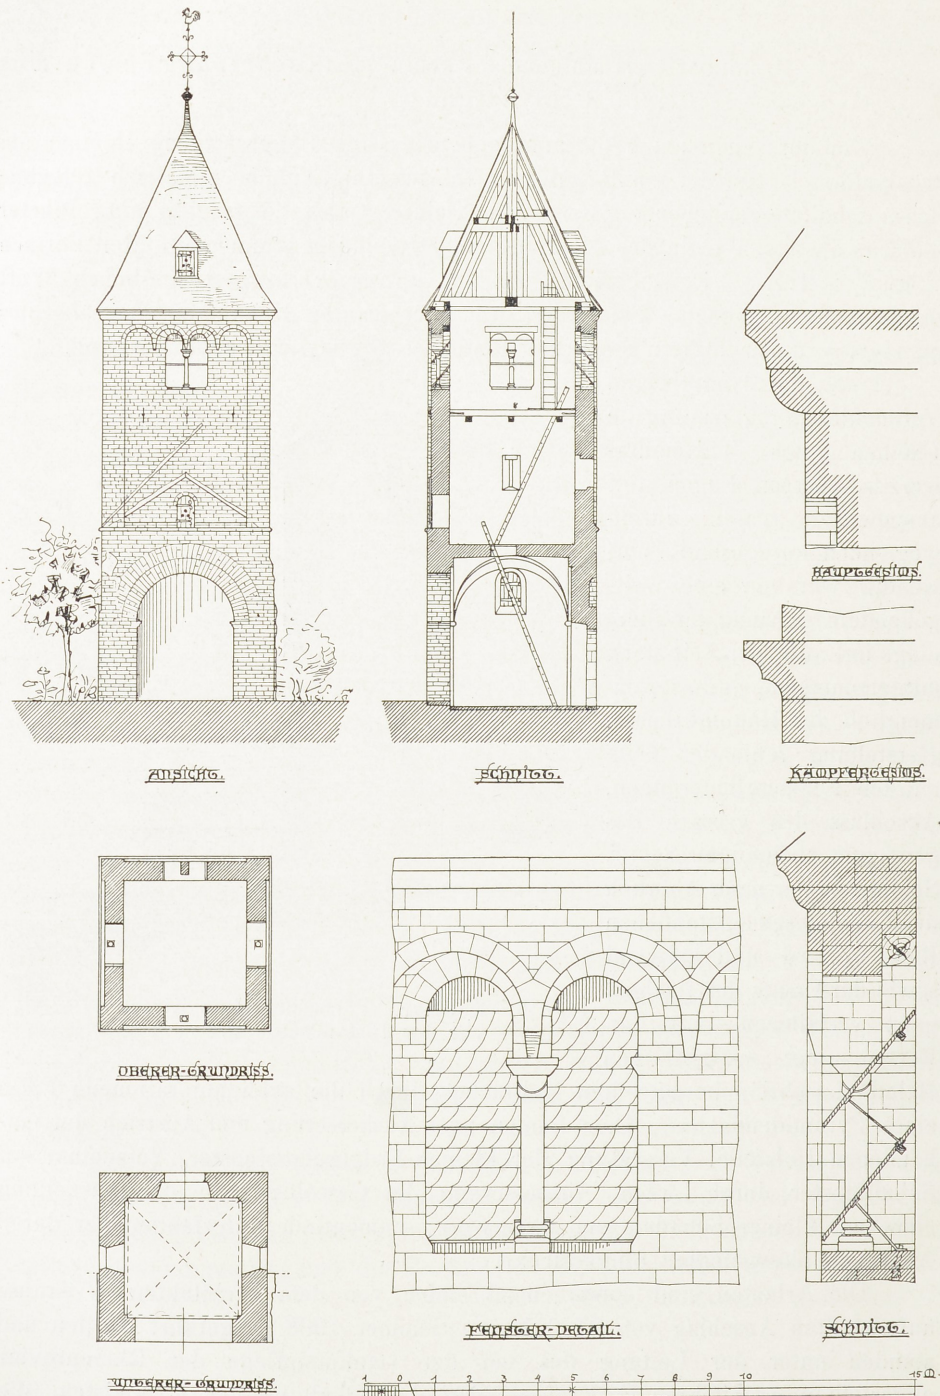 HAUPTGESIMS.
KÄMPFERGESIMS.
ANSICHT.
SCHNITT.
OBERER-GRUNDRISS.
UNTERER-GRUNDRISS.
FENSTER-DETAIL.
SCHNITT.
1 0 1 2 3 4 5 6 7 8 9 10 15 M